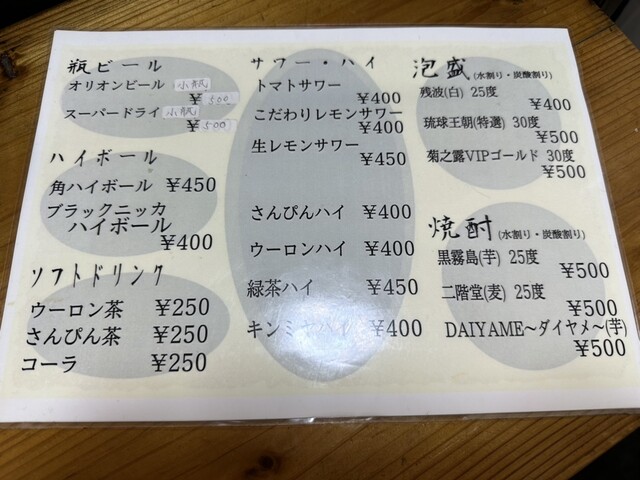 瓶ビール
オリオンビール 小瓶
¥500
スーパードライ 小瓶
¥500
ハイボール
角ハイボール ¥450
ブラックニッカ
ハイボール
¥400
ソフトドリンク
ウーロン茶 ¥250
さんぴん茶 ¥250
コーラ ¥250
サワー・ハイ
トマトサワー
¥400
こだわりレモンサワー
¥400
生レモンサワー
¥450
さんぴんハイ ¥400
ウーロンハイ ¥400
緑茶ハイ ¥450
キンミヤハイ ¥400
泡盛 (水割り・炭酸割り)
残波(白) 25度
¥400
琉球王朝(特選) 30度
¥500
菊之露VIPゴールド 30度
¥500
焼酎 (水割り・炭酸割り)
黒霧島(芋) 25度
¥500
二階堂(麦) 25度
¥500
DAIYAME～ダイヤメ～(芋)
¥500